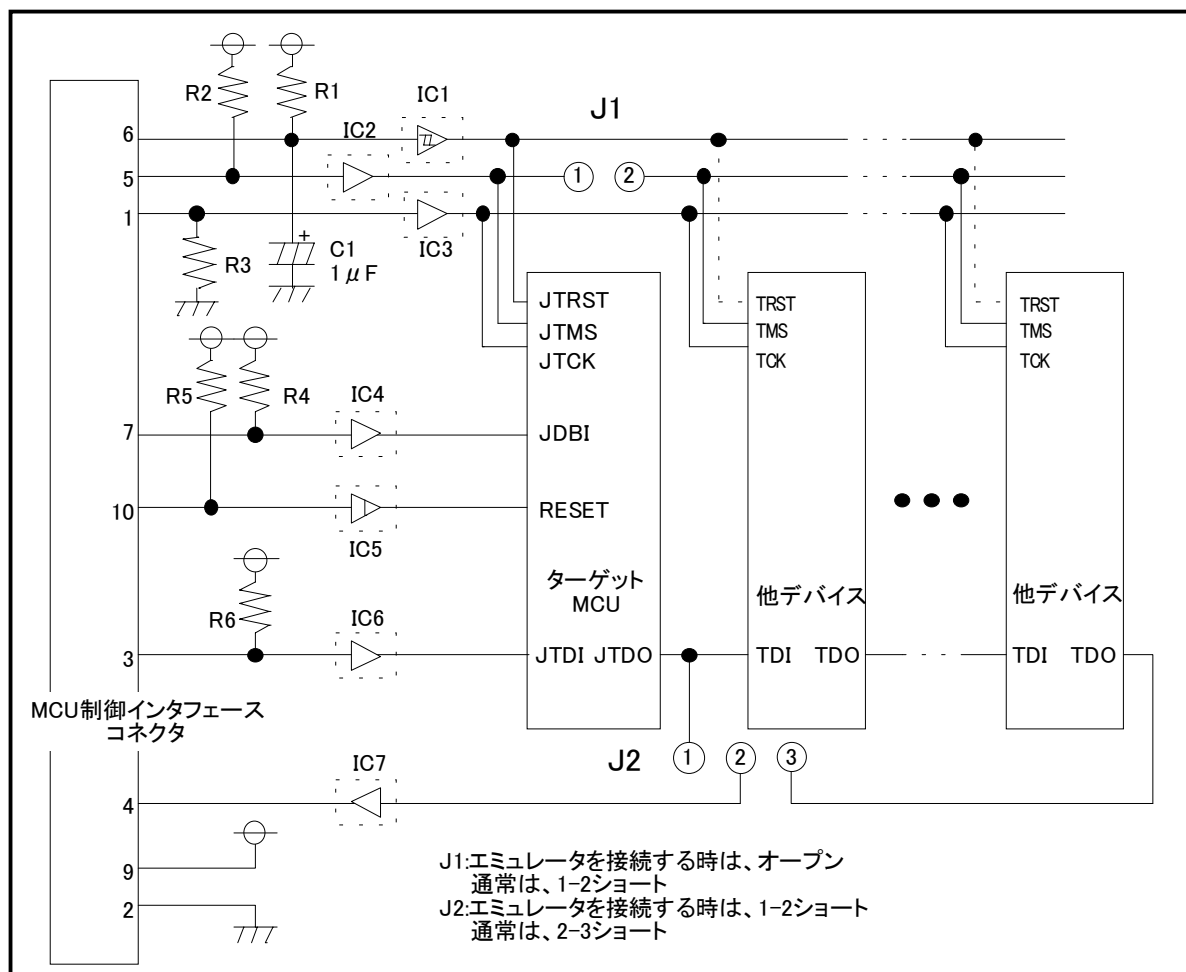 R2
R1
IC1
J1
IC2
6
5
1
①
②
R3
C1
1μF
+
IC3
JTRST
JTMS
JTCK
TRST
TMS
TCK
TRST
TMS
TCK
R5
R4
IC4
7
JDBI
10
RESET
IC5
ターゲット
MCU
他デバイス
他デバイス
R6
IC6
3
JTDI JTDO
TDI TDO
TDI TDO
MCU制御インタフェース
コネクタ
J2
①
②
③
IC7
4
9
2
J1:エミュレータを接続する時は、オープン
通常は、1-2ショート
J2:エミュレータを接続する時は、1-2ショート
通常は、2-3ショート